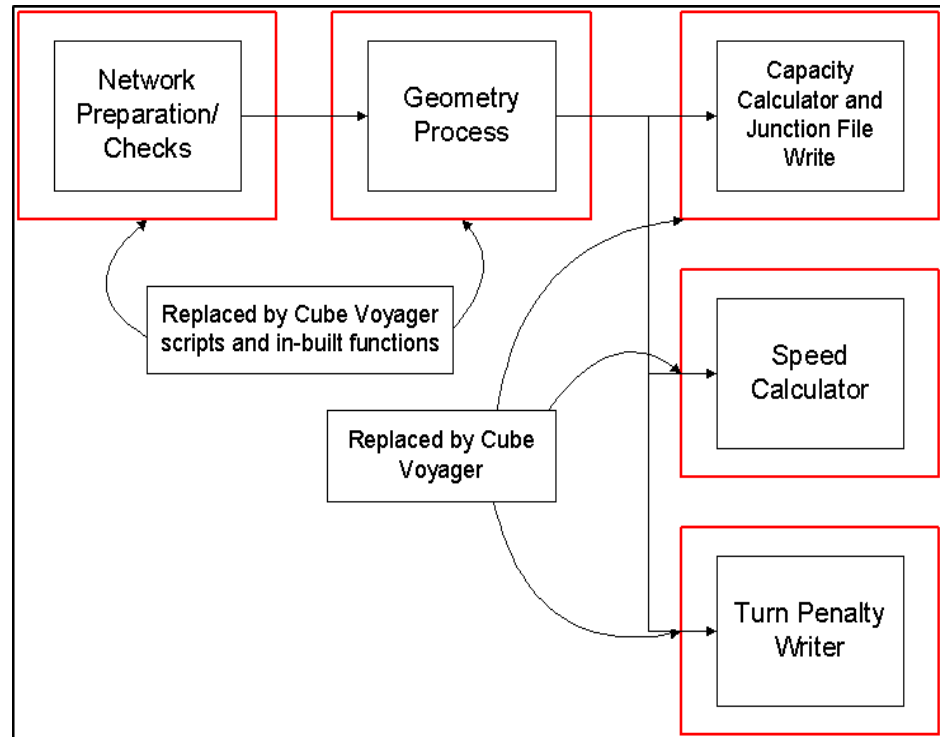 Network
Preparation/
Checks
Geometry
Process
Capacity
Calculator and
Junction File
Write
Replaced by Cube Voyager
scripts and in-built functions
Speed
Calculator
Replaced by Cube
Voyager
Turn Penalty
Writer